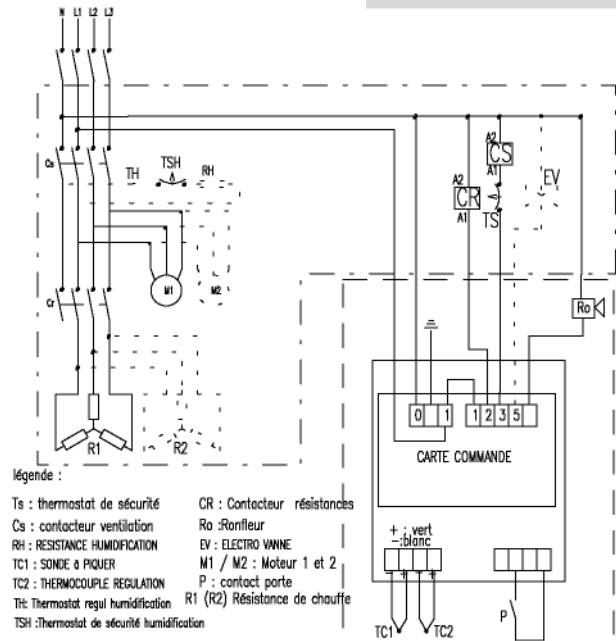 N L1 L2 L3
Cs
TH TSH RH
A2
CS
A1
A2
CR
A1
TS
EV
M1 M2
Cr
Ro
0 1 1 2 3 5
CARTE COMMANDE
R1 R2
légende :
Ts : thermostat de sécurité
Cs : contacteur ventilation
RH : RESISTANCE HUMIDIFICATION
TC1 : SONDE à PIQUER
TC2 : THERMOCOUPLE REGULATION
TH: Thermostat regul humidification
TSH :Thermostat de sécurité humidification
CR : Contacteur résistances
Ro :Ronfleur
EV : ELECTRO VANNE
M1 / M2 : Moteur 1 et 2
P : contact porte
R1 (R2) Résistance de chauffe
+ : vert
-:blanc
- + - +
TC1 TC2
P